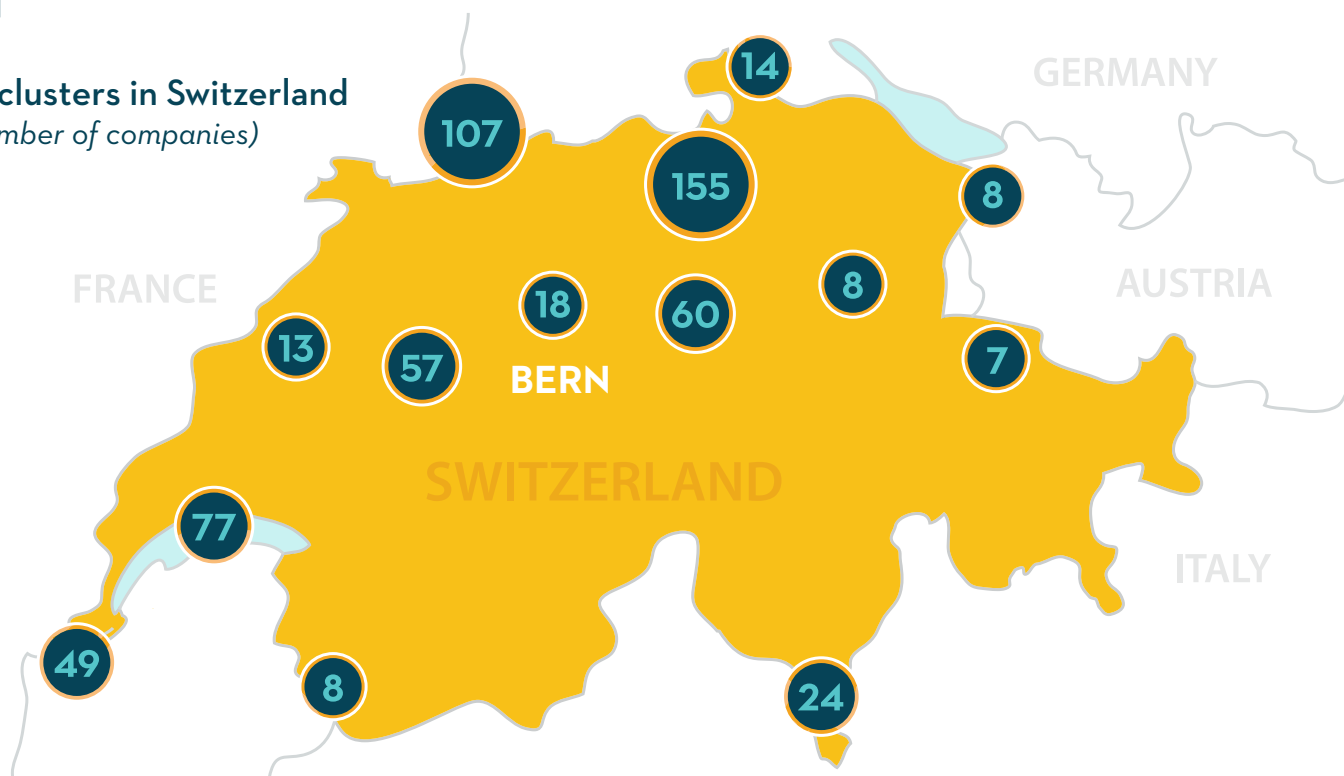 clusters in Switzerland
of companies)
14
GERMANY
107
155
8
FRANCE
AUSTRIA
8
18
60
13
57
7
BERN
SWITZERLAND
77
ITALY
49
8
24